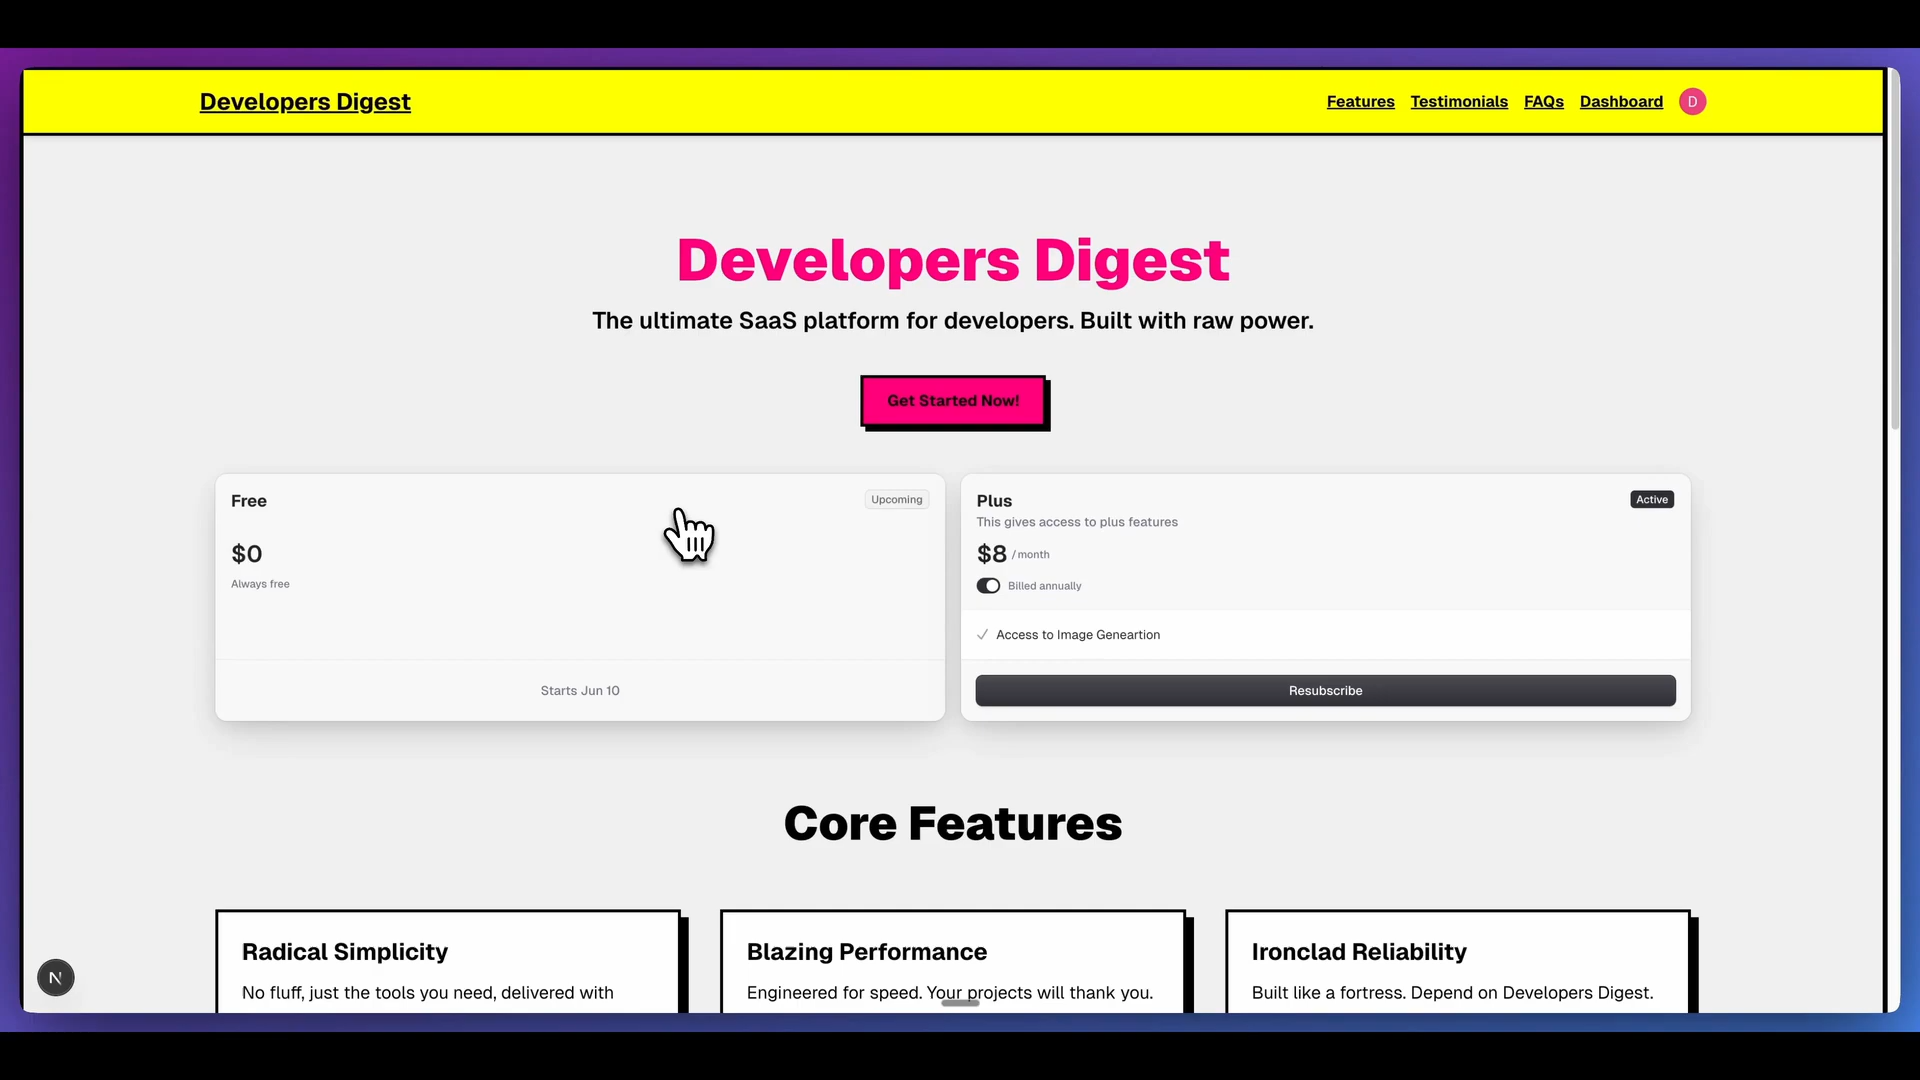 Developers Digest
Features Testimonials FAQs Dashboard D
Developers Digest
The ultimate SaaS platform for developers. Built with raw power.
Get Started Now!
Free
Upcoming
$0
Always free
Starts Jun 10
Plus
Active
This gives access to plus features
$8 /month
Billed annually
Access to Image Geneartion
Resubscribe
Core Features
Radical Simplicity
No fluff, just the tools you need, delivered with
Blazing Performance
Engineered for speed. Your projects will thank you.
Ironclad Reliability
Built like a fortress. Depend on Developers Digest.
N